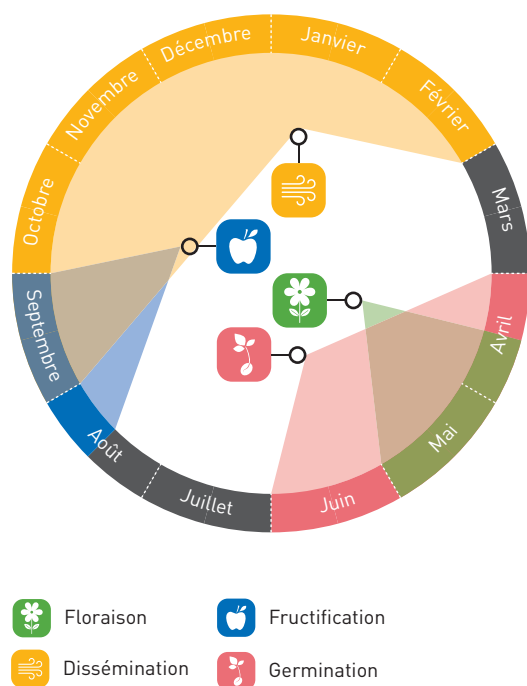 Janvier
Février
Mars
Avril
Mai
Juin
Juillet
Août
Septembre
Octobre
Novembre
Décembre
Floraison
Fructification
Dissémination
Germination